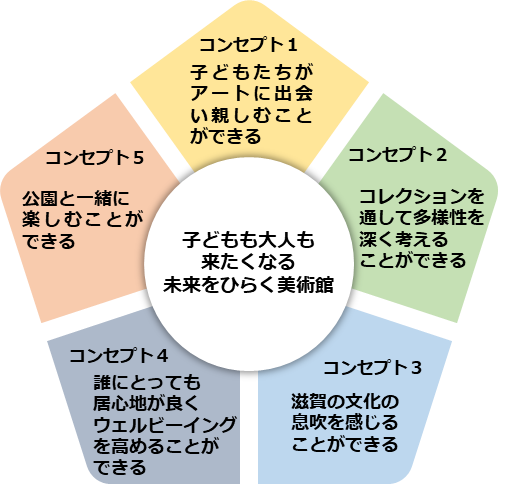 コンセプト１
子どもたちが
アートに出会
い親しむこと
ができる
コンセプト２
コレクションを
通して多様性を
深く考える
ことができる
コンセプト３
滋賀の文化の
息吹を感じる
ことができる
コンセプト４
誰にとっても
居心地が良く
ウェルビーイング
を高めることが
できる
コンセプト５
公園と一緒に
楽しむことが
できる
子どもも大人も
来たくなる
未来をひらく美術館